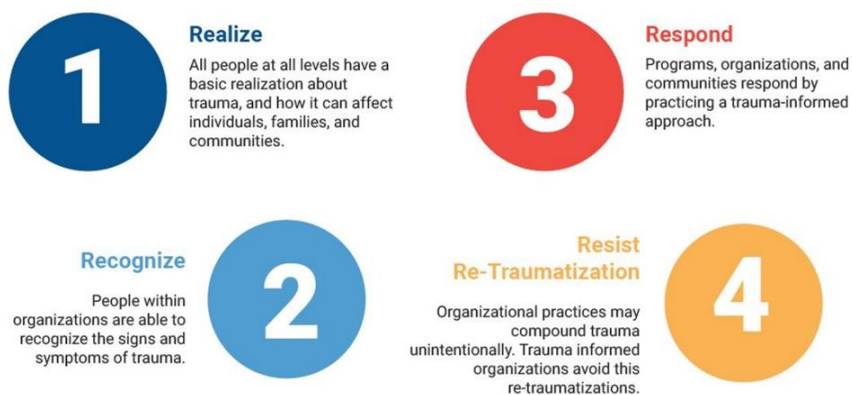 1
Realize
All people at all levels have a
basic realization about
trauma, and how it can affect
individuals, families, and
communities.
2
Recognize
People within
organizations are able to
recognize the signs and
symptoms of trauma.
3
Respond
Programs, organizations, and
communities respond by
practicing a trauma-informed
approach.
4
Resist
Re-Traumatization
Organizational practices may
compound trauma
unintentionally. Trauma informed
organizations avoid this
re-traumatizations.